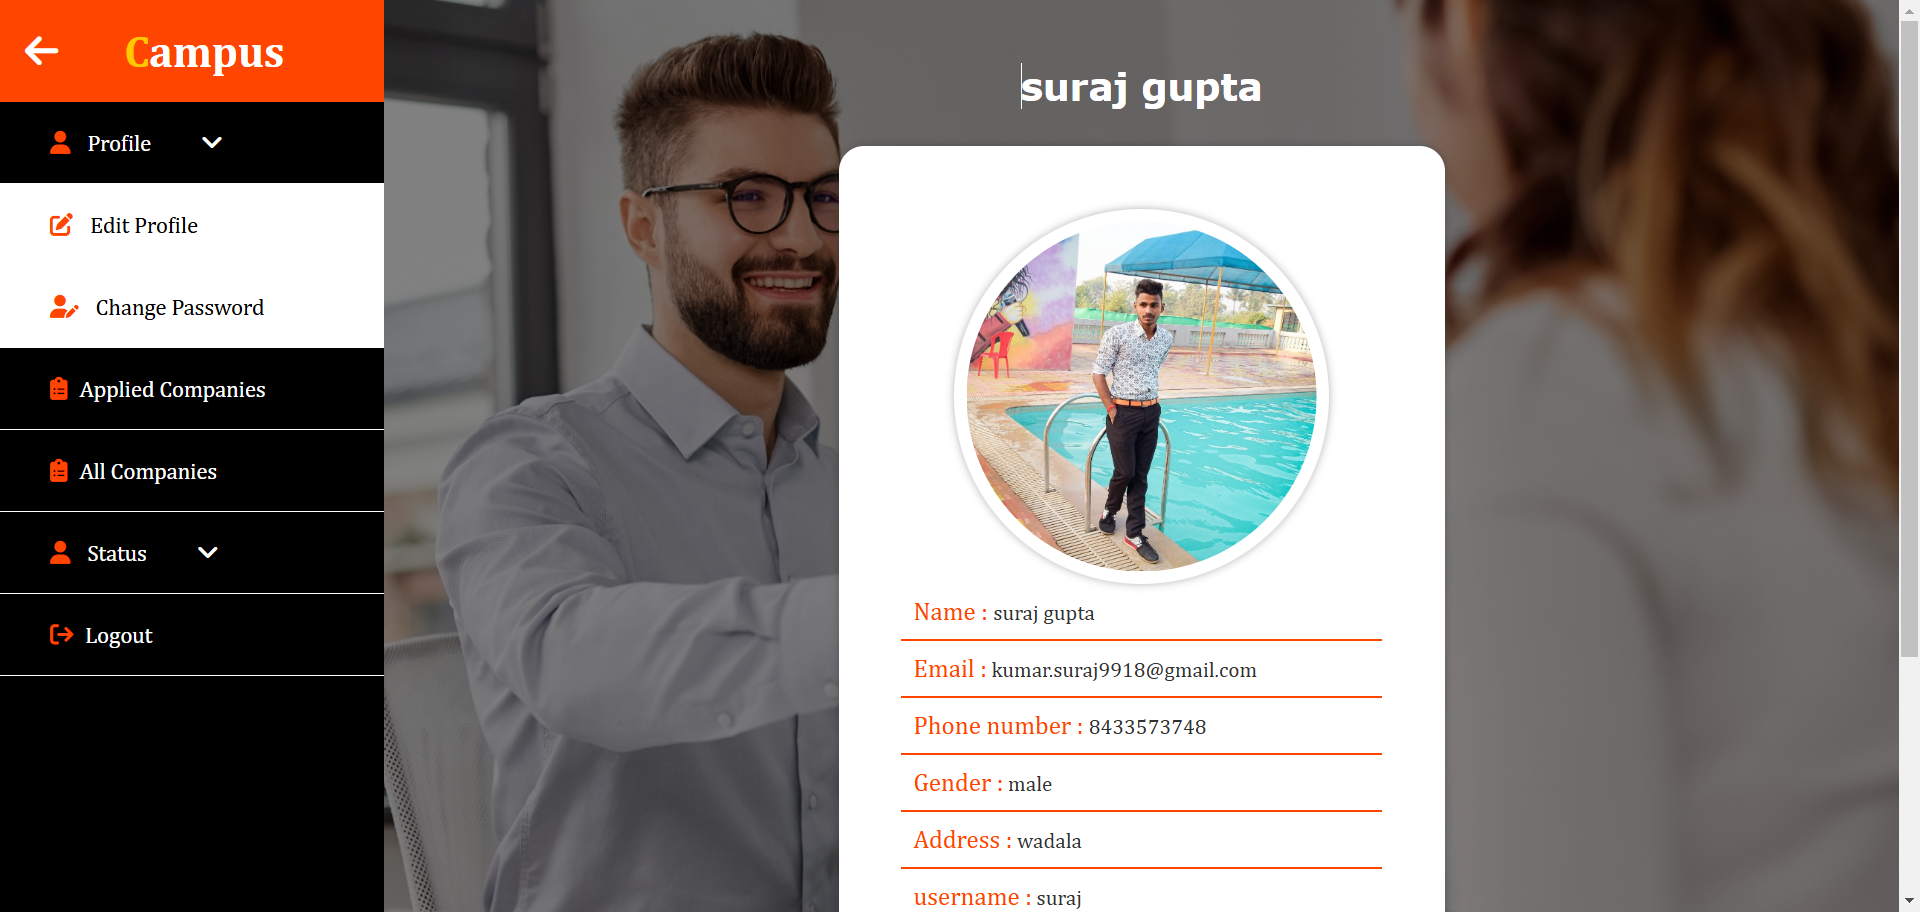 Campus
Profile
Edit Profile
Change Password
Applied Companies
All Companies
Status
Logout
suraj gupta
Name : suraj gupta
Email : kumar.suraj9918@gmail.com
Phone number : 8433573748
Gender : male
Address : wadala
username : suraj